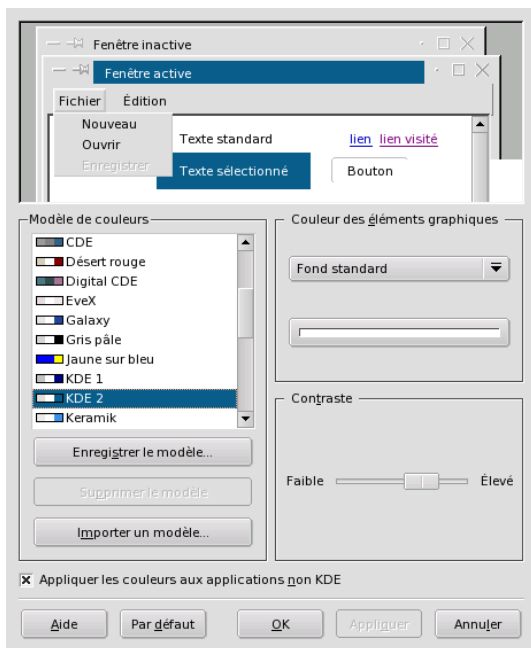 Fenêtre inactive
Fenêtre active
Fichier Édition
Nouveau
Ouvrir
Enregistrer
Texte standard lien lien visité
Texte sélectionné Bouton
Modèle de couleurs
CDE
Désert rouge
Digital CDE
EveX
Galaxy
Gris pâle
Jaune sur bleu
KDE 1
KDE 2
Keramik
Enregistrer le modèle...
Supprimer le modèle
Importer un modèle...
Couleur des éléments graphiques
Fond standard
Contraste
Faible Élevé
Appliquer les couleurs aux applications non KDE
Aide Par défaut OK Appliquer Annuler